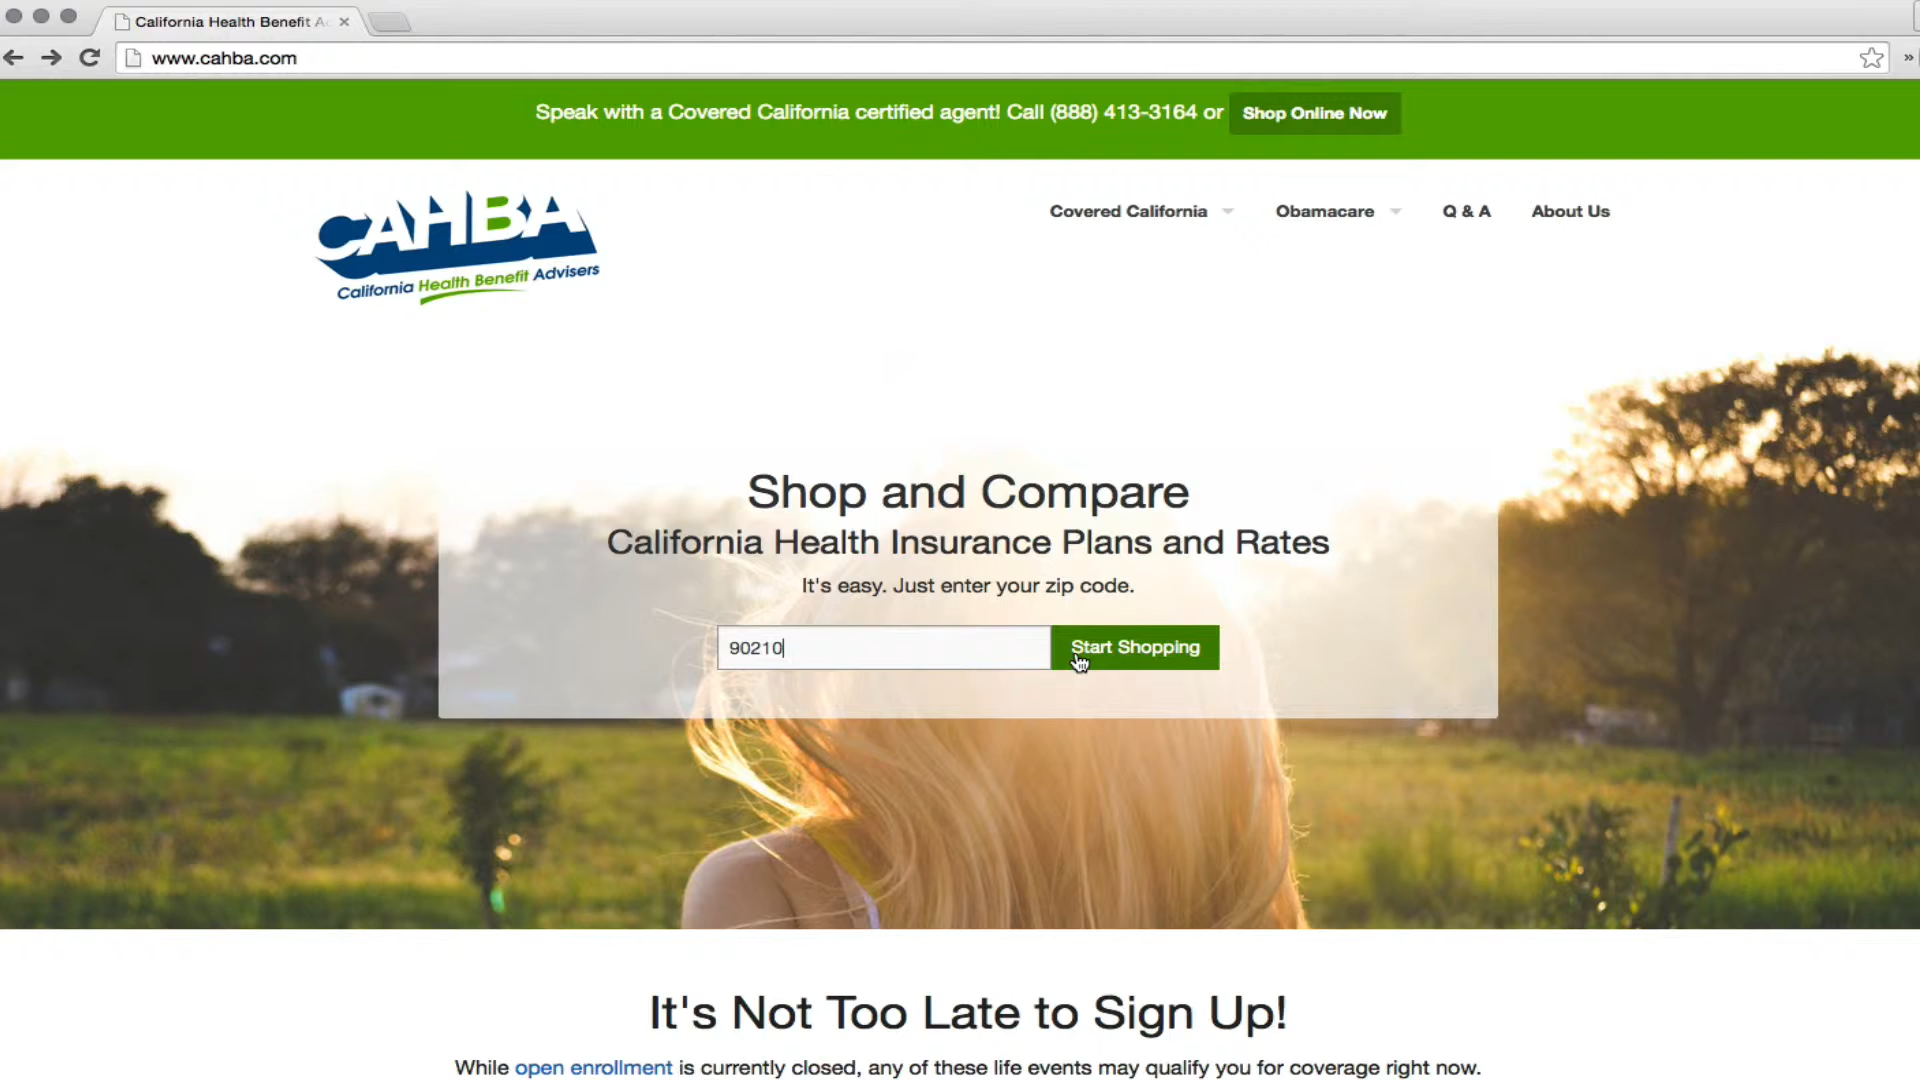 California Health Benefit A
www.cahba.com
Speak with a Covered California certified agent! Call (888) 413-3164 or Shop Online Now
CAHBA
California Health Benefit Advisers
Covered California Obamacare Q & A About Us
Shop and Compare
California Health Insurance Plans and Rates
It's easy. Just enter your zip code.
90210 Start Shopping
It's Not Too Late to Sign Up!
While open enrollment is currently closed, any of these life events may qualify you for coverage right now.